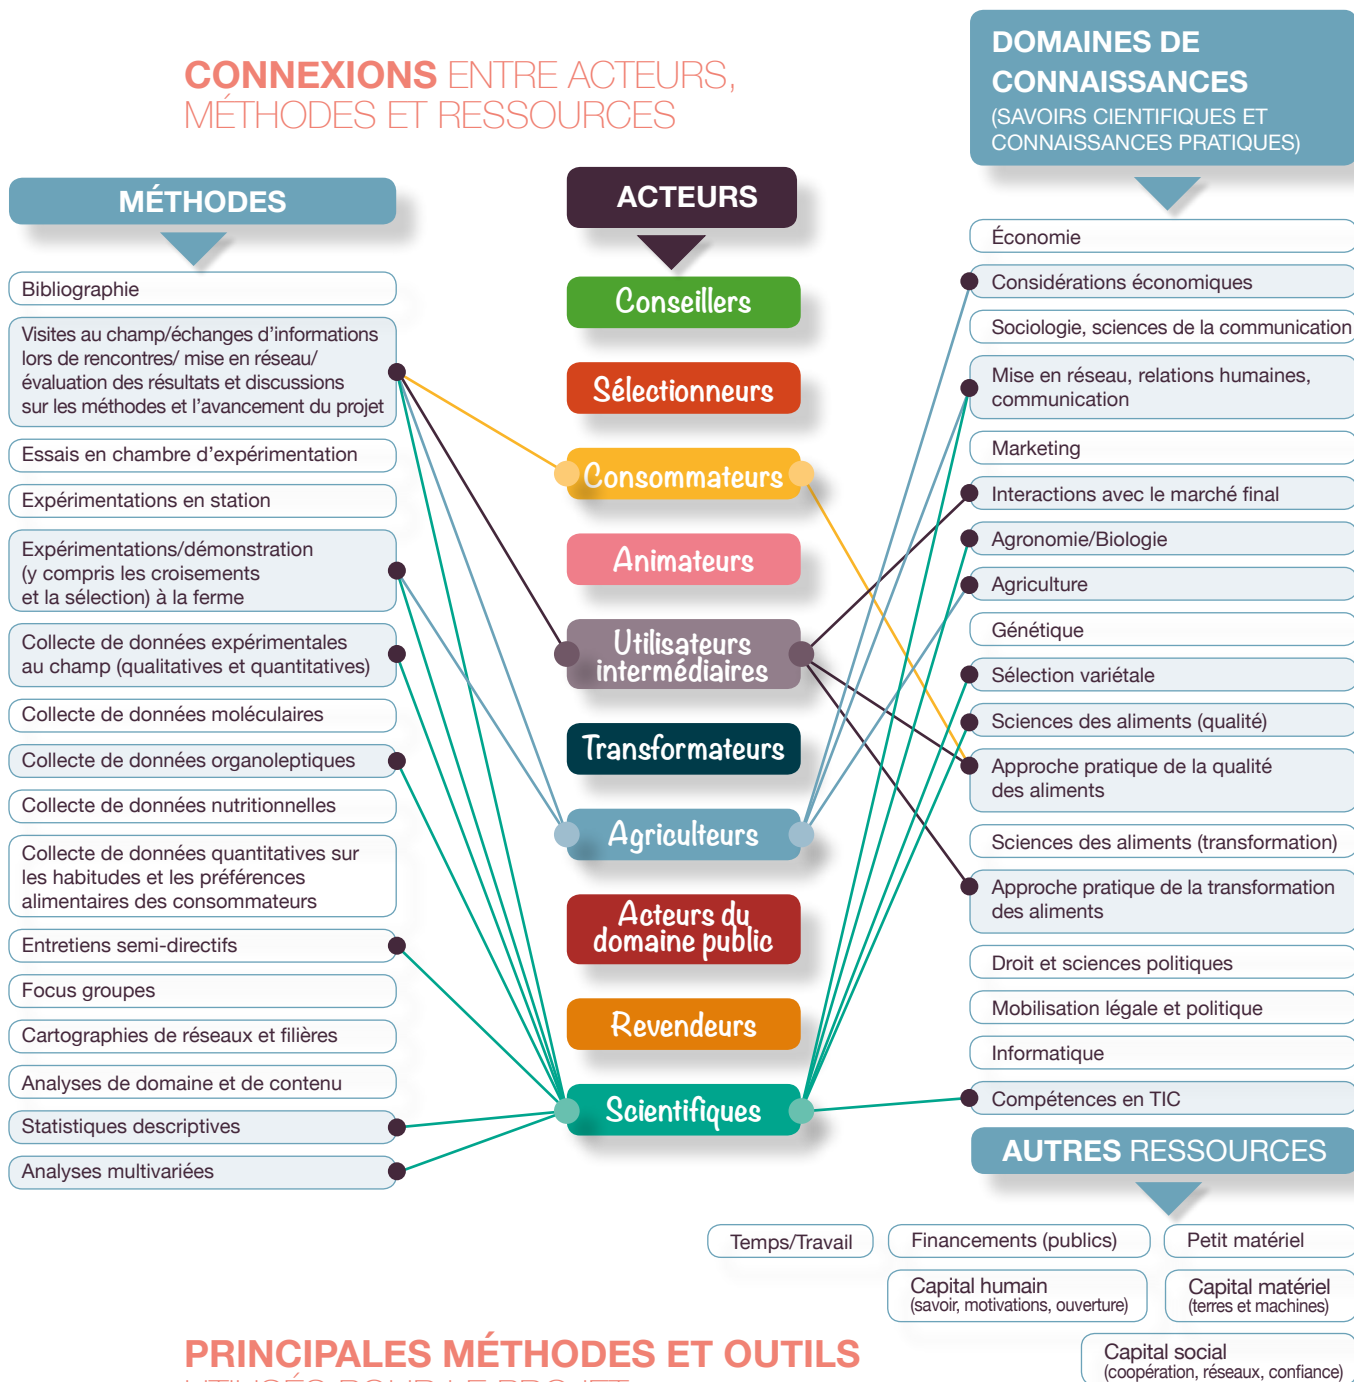 CONNEXIONS ENTRE ACTEURS,
MÉTHODES ET RESSOURCES
MÉTHODES
Bibliographie
Visites au champ/échanges d’informations
lors de rencontres/ mise en réseau/
évaluation des résultats et discussions
sur les méthodes et l’avancement du projet
Essais en chambre d’expérimentation
Expérimentations en station
Expérimentations/démonstration
(y compris les croisements
et la sélection) à la ferme
Collecte de données expérimentales
au champ (qualitatives et quantitatives)
Collecte de données moléculaires
Collecte de données organoleptiques
Collecte de données nutritionnelles
Collecte de données quantitatives sur
les habitudes et les préférences
alimentaires des consommateurs
Entretiens semi-directifs
Focus groupes
Cartographies de réseaux et filières
Analyses de domaine et de contenu
Statistiques descriptives
Analyses multivariées
ACTEURS
Conseillers
Sélectionneurs
Consommateurs
Animateurs
Utilisateurs
intermédiaires
Transformateurs
Agriculteurs
Acteurs du
domaine public
Revendeurs
Scientifiques
DOMAINES DE
CONNAISSANCES
(SAVOIRS CIENTIFIQUES ET
CONNAISSANCES PRATIQUES)
Économie
Considérations économiques
Sociologie, sciences de la communication
Mise en réseau, relations humaines,
communication
Marketing
Interactions avec le marché final
Agronomie/Biologie
Agriculture
Génétique
Sélection variétale
Sciences des aliments (qualité)
Approche pratique de la qualité
des aliments
Sciences des aliments (transformation)
Approche pratique de la transformation
des aliments
Droit et sciences politiques
Mobilisation légale et politique
Informatique
Compétences en TIC
AUTRES RESSOURCES
Temps/Travail
Financements (publics)
Petit matériel
Capital humain
(savoir, motivations, ouverture)
Capital matériel
(terres et machines)
Capital social
(coopération, réseaux, confiance)
PRINCIPALES MÉTHODES ET OUTILS
UTILISÉS POUR LE PROJET